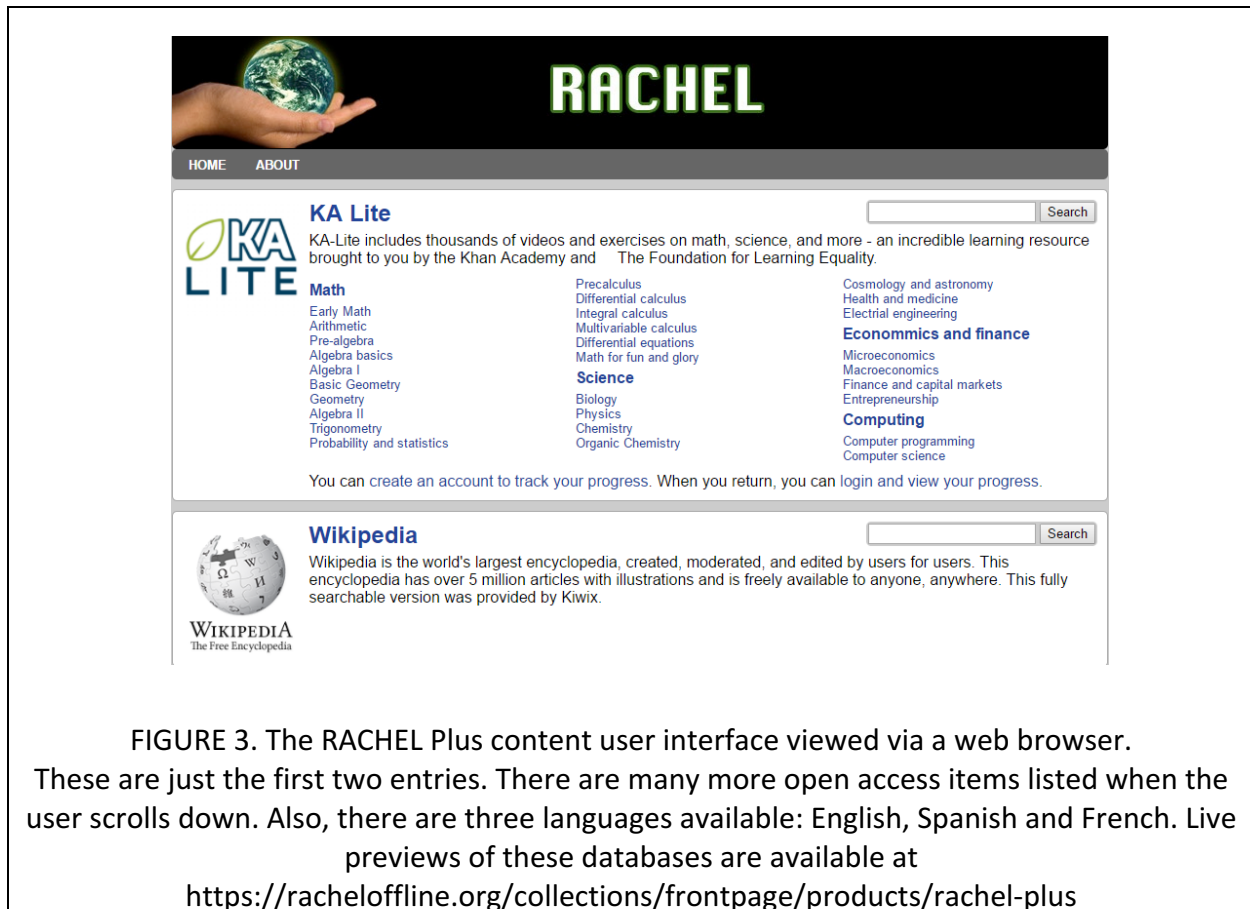 RACHEL
HOME ABOUT
KA LITE
KA Lite
Search
KA-Lite includes thousands of videos and exercises on math, science, and more - an incredible learning resource
brought to you by the Khan Academy and The Foundation for Learning Equality.
Math
Early Math
Arithmetic
Pre-algebra
Algebra basics
Algebra I
Basic Geometry
Geometry
Algebra II
Trigonometry
Probability and statistics
Precalculus
Differential calculus
Integral calculus
Multivariable calculus
Differential equations
Math for fun and glory
Science
Biology
Physics
Chemistry
Organic Chemistry
Cosmology and astronomy
Health and medicine
Electrial engineering
Econommics and finance
Microeconomics
Macroeconomics
Finance and capital markets
Entrepreneurship
Computing
Computer programming
Computer science
You can create an account to track your progress. When you return, you can login and view your progress.
Ω W И 維 7
WIKIPEDIA
The Free Encyclopedia
Wikipedia
Search
Wikipedia is the world's largest encyclopedia, created, moderated, and edited by users for users. This
encyclopedia has over 5 million articles with illustrations and is freely available to anyone, anywhere. This fully
searchable version was provided by Kiwix.
FIGURE 3. The RACHEL Plus content user interface viewed via a web browser.
These are just the first two entries. There are many more open access items listed when the
user scrolls down. Also, there are three languages available: English, Spanish and French. Live
previews of these databases are available at
https://racheloffline.org/collections/frontpage/products/rachel-plus